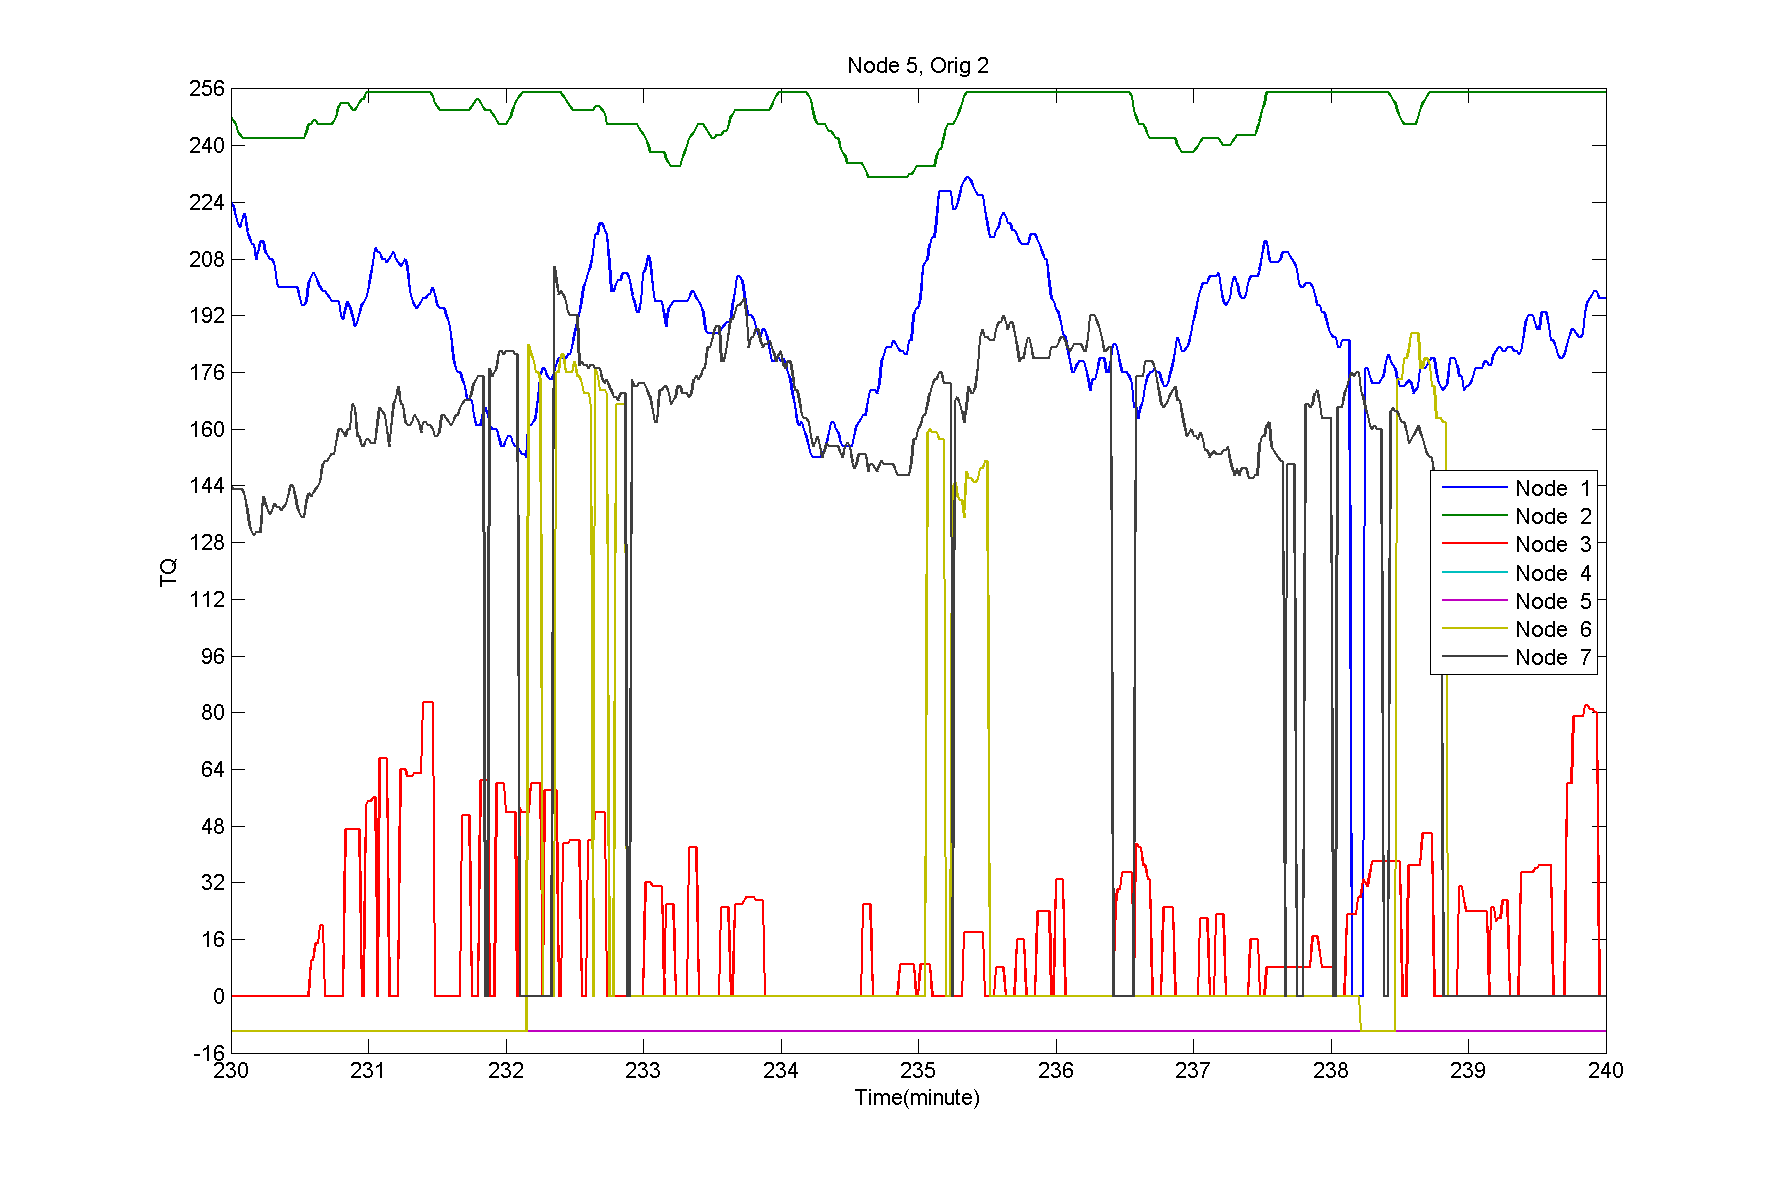 Node 5, Orig 2
256
240
224
208
192
176
160
144
128
112
96
80
64
48
32
16
0
-16
TQ
Node 1
Node 2
Node 3
Node 4
Node 5
Node 6
Node 7
230 231 232 233 234 235 236 237 238 239 240
Time(minute)